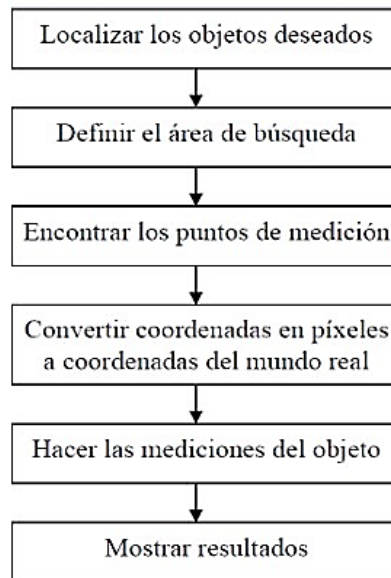 Localizar los objetos deseados
Definir el área de búsqueda
Encontrar los puntos de medición
Convertir coordenadas en píxeles
a coordenadas del mundo real
Hacer las mediciones del objeto
Mostrar resultados